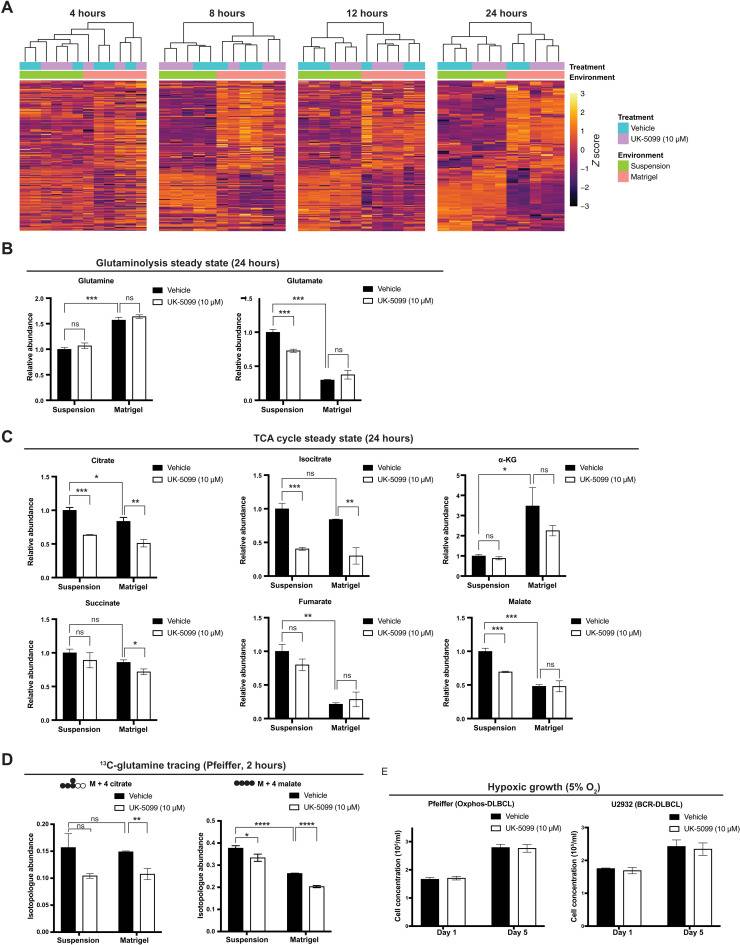 A
4 hours
8 hours
12 hours
24 hours
Treatment
Environment
3
2
1
0
−1
−2
−3
Z score
Treatment
Vehicle
UK-5099 (10 μM)
Environment
Suspension
Matrigel
B
Glutaminolysis steady state (24 hours)
Glutamine
Relative abundance
2.0
1.5
1.0
0.5
0.0
***
ns
ns
Suspension
Matrigel
Vehicle
UK-5099 (10 μM)
Glutamate
Relative abundance
1.5
1.0
0.5
0.0
***
***
ns
Suspension
Matrigel
Vehicle
UK-5099 (10 μM)
C
TCA cycle steady state (24 hours)
Citrate
Relative abundance
1.5
1.0
0.5
0.0
*
***
**
Suspension
Matrigel
Vehicle
UK-5099 (10 μM)
Isocitrate
Relative abundance
1.5
1.0
0.5
0.0
ns
***
**
Suspension
Matrigel
Vehicle
UK-5099 (10 μM)
α-KG
Relative abundance
5
4
3
2
1
0
*
ns
ns
Suspension
Matrigel
Vehicle
UK-5099 (10 μM)
Succinate
Relative abundance
1.5
1.0
0.5
0.0
ns
ns
*
Suspension
Matrigel
Vehicle
UK-5099 (10 μM)
Fumarate
Relative abundance
1.5
1.0
0.5
0.0
**
ns
ns
Suspension
Matrigel
Vehicle
UK-5099 (10 μM)
Malate
Relative abundance
1.5
1.0
0.5
0.0
***
***
ns
Suspension
Matrigel
Vehicle
UK-5099 (10 μM)
D
¹³C-glutamine tracing (Pfeiffer, 2 hours)
M + 4 citrate
Isotopologue abundance
0.20
0.15
0.10
0.05
0.00
ns
ns
**
Suspension
Matrigel
Vehicle
UK-5099 (10 μM)
M + 4 malate
Isotopologue abundance
0.5
0.4
0.3
0.2
0.1
0.0
****
*
****
Suspension
Matrigel
Vehicle
UK-5099 (10 μM)
E
Hypoxic growth (5% O₂)
Pfeiffer (Oxphos-DLBCL)
Cell concentration (10⁵/ml)
3
2
1
0
Day 1
Day 5
Vehicle
UK-5099 (10 μM)
U2932 (BCR-DLBCL)
Cell concentration (10⁵/ml)
3
2
1
0
Day 1
Day 5
Vehicle
UK-5099 (10 μM)